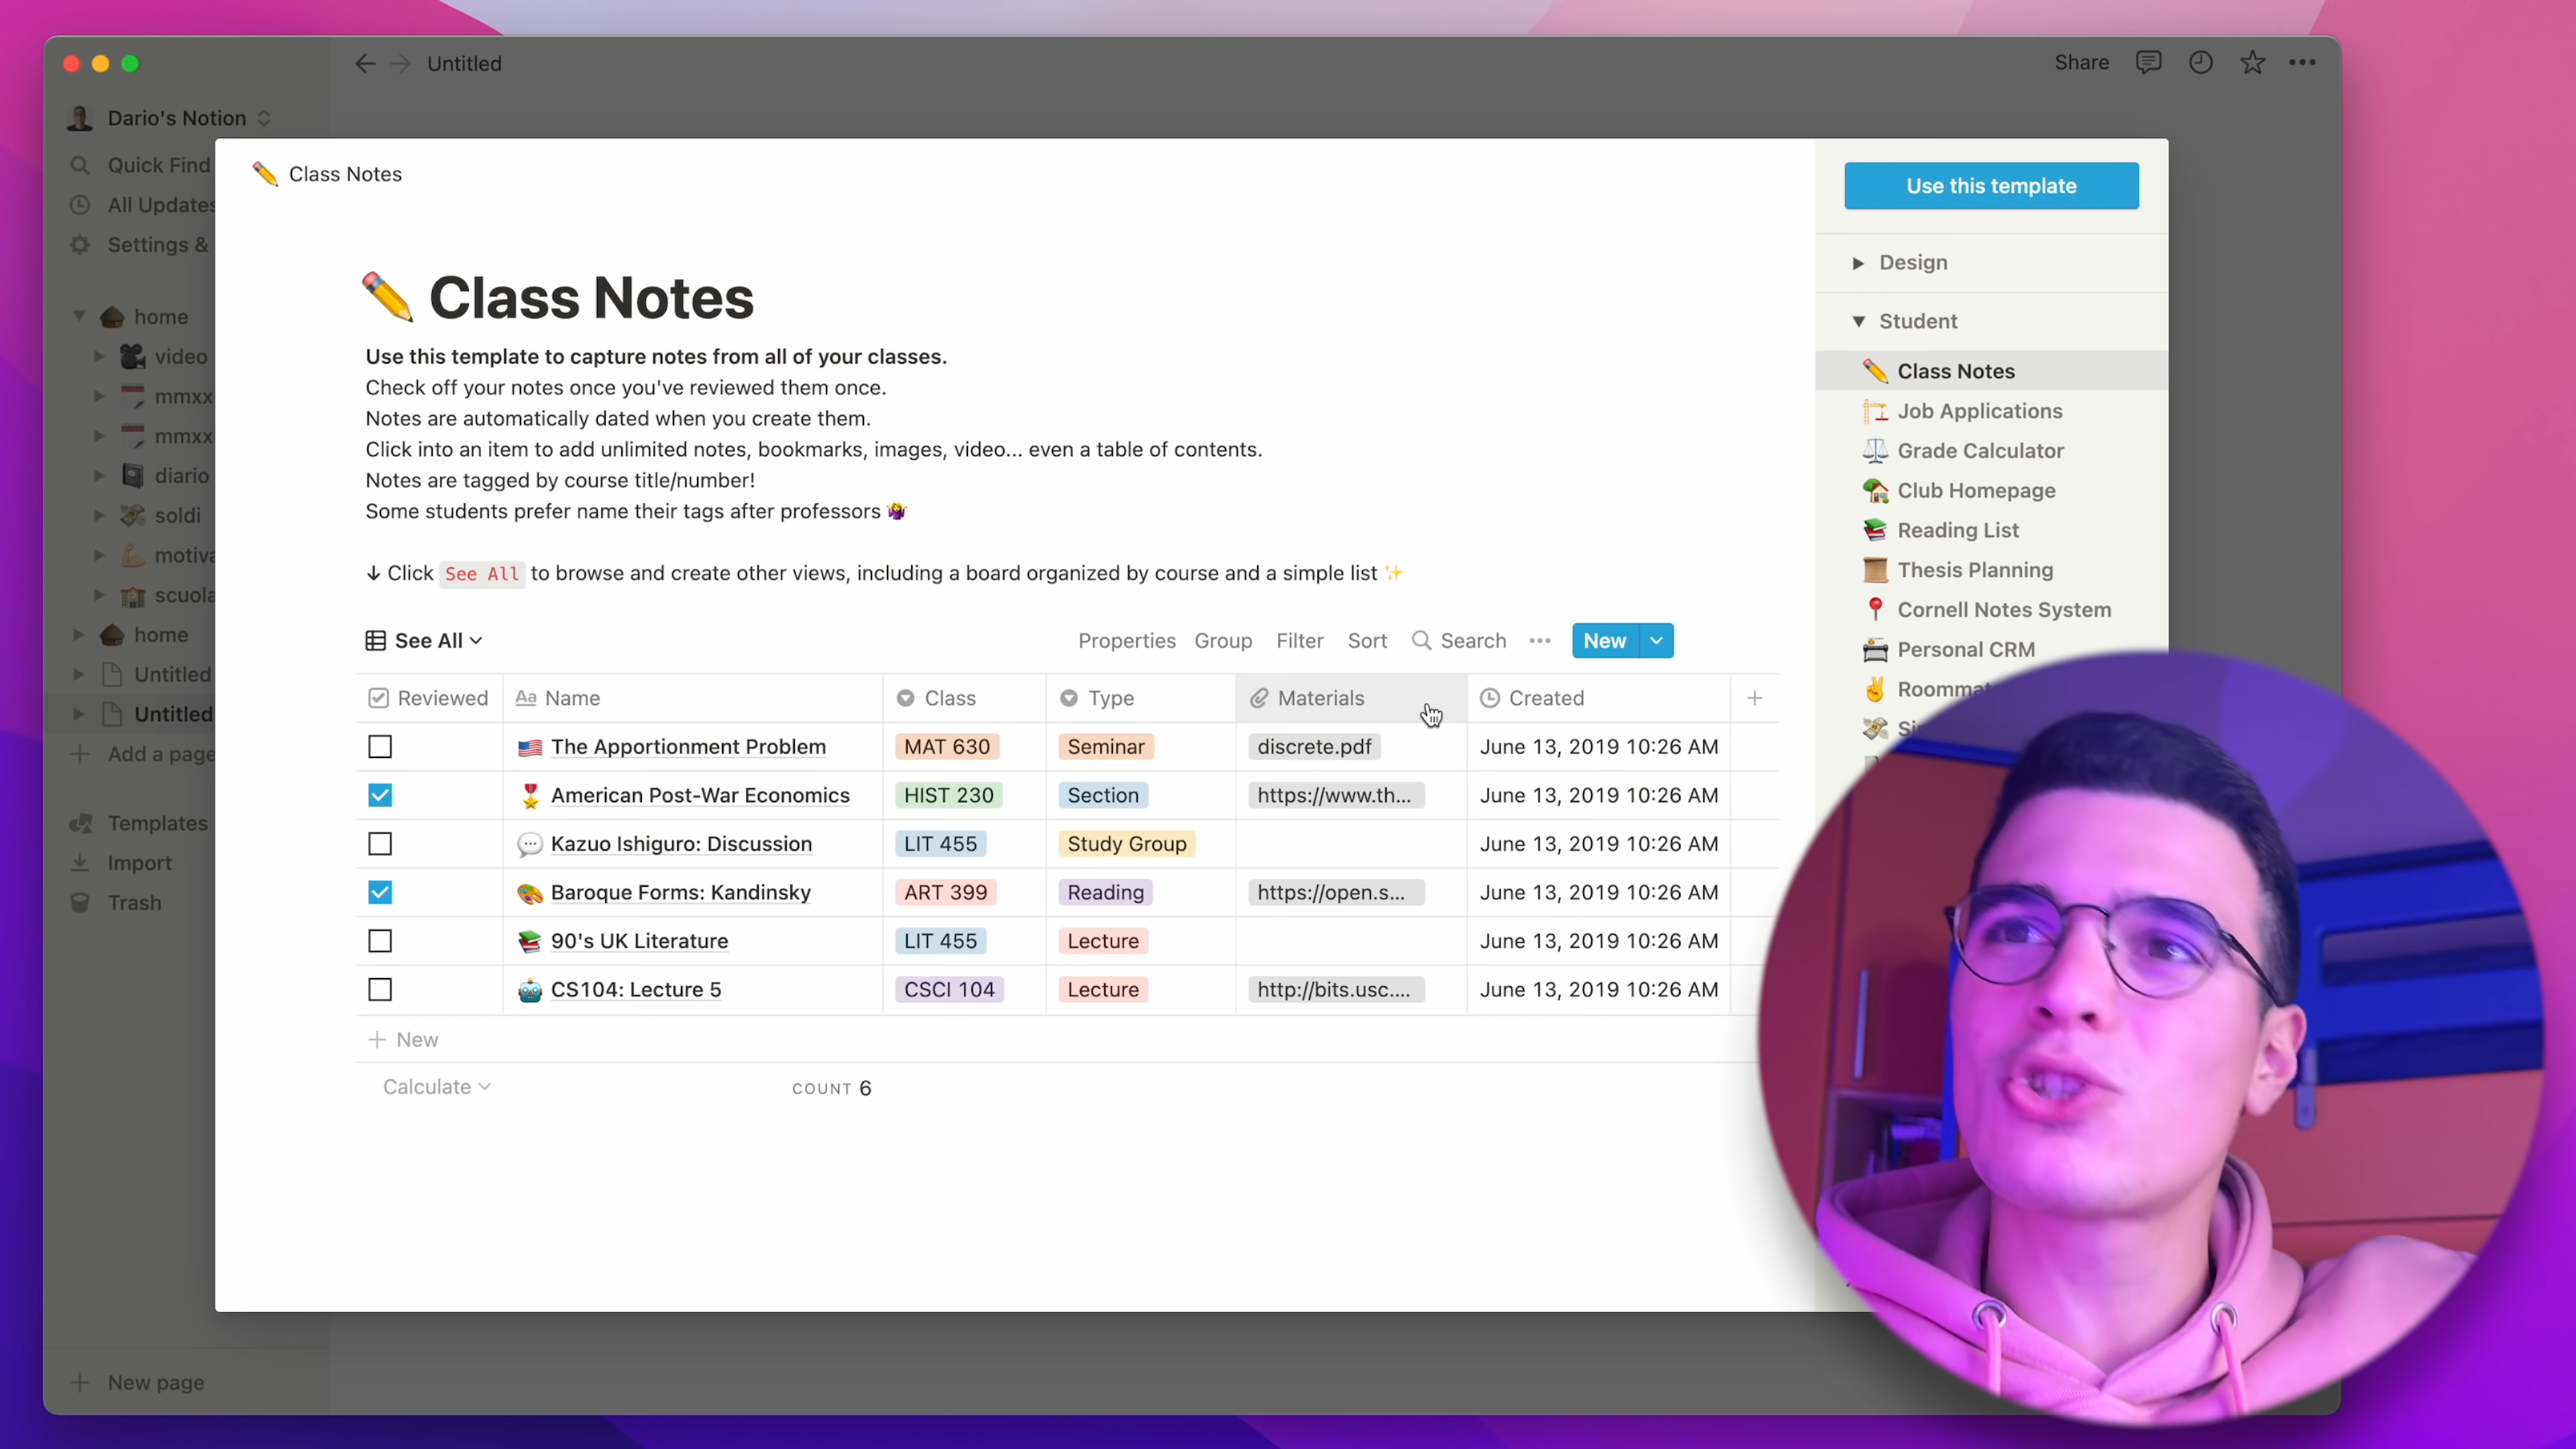 Untitled
Share
Dario's Notion
Quick Find
All Updates
Settings &
home
video
mmxx
mmxx
diario
soldi
scuola
home
Untitled
Untitled
Add a page
Templates
Import
Trash
New page
Class Notes
Class Notes
Use this template to capture notes from all of your classes.
Check off your notes once you've reviewed them once.
Notes are automatically dated when you create them.
Click into an item to add unlimited notes, bookmarks, images, video... even a table of contents.
Notes are tagged by course title/number!
Some students prefer name their tags after professors 🤷‍♀️
↓ Click See All to browse and create other views, including a board organized by course and a simple list ✨
See All
Properties Group Filter Sort Search ••• New
Reviewed Aa Name Class Type Materials Created +
The Apportionment Problem MAT 630 Seminar discrete.pdf June 13, 2019 10:26 AM
American Post-War Economics HIST 230 Section https://www.th... June 13, 2019 10:26 AM
Kazuo Ishiguro: Discussion LIT 455 Study Group June 13, 2019 10:26 AM
Baroque Forms: Kandinsky ART 399 Reading https://open.s... June 13, 2019 10:26 AM
90's UK Literature LIT 455 Lecture June 13, 2019 10:26 AM
CS104: Lecture 5 CSCI 104 Lecture http://bits.usc.... June 13, 2019 10:26 AM
+ New
Calculate COUNT 6
Use this template
Design
Student
Class Notes
Job Applications
Grade Calculator
Club Homepage
Reading List
Thesis Planning
Cornell Notes System
Personal CRM